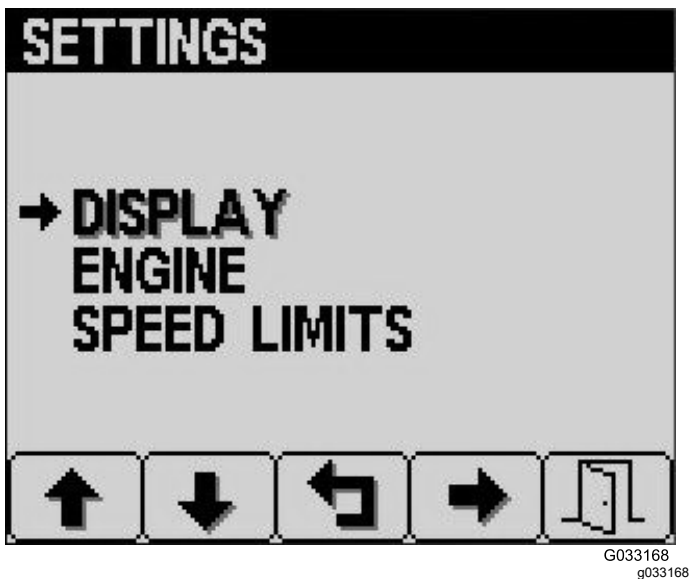 SETTINGS
DISPLAY
ENGINE
SPEED LIMITS
G033168
g033168